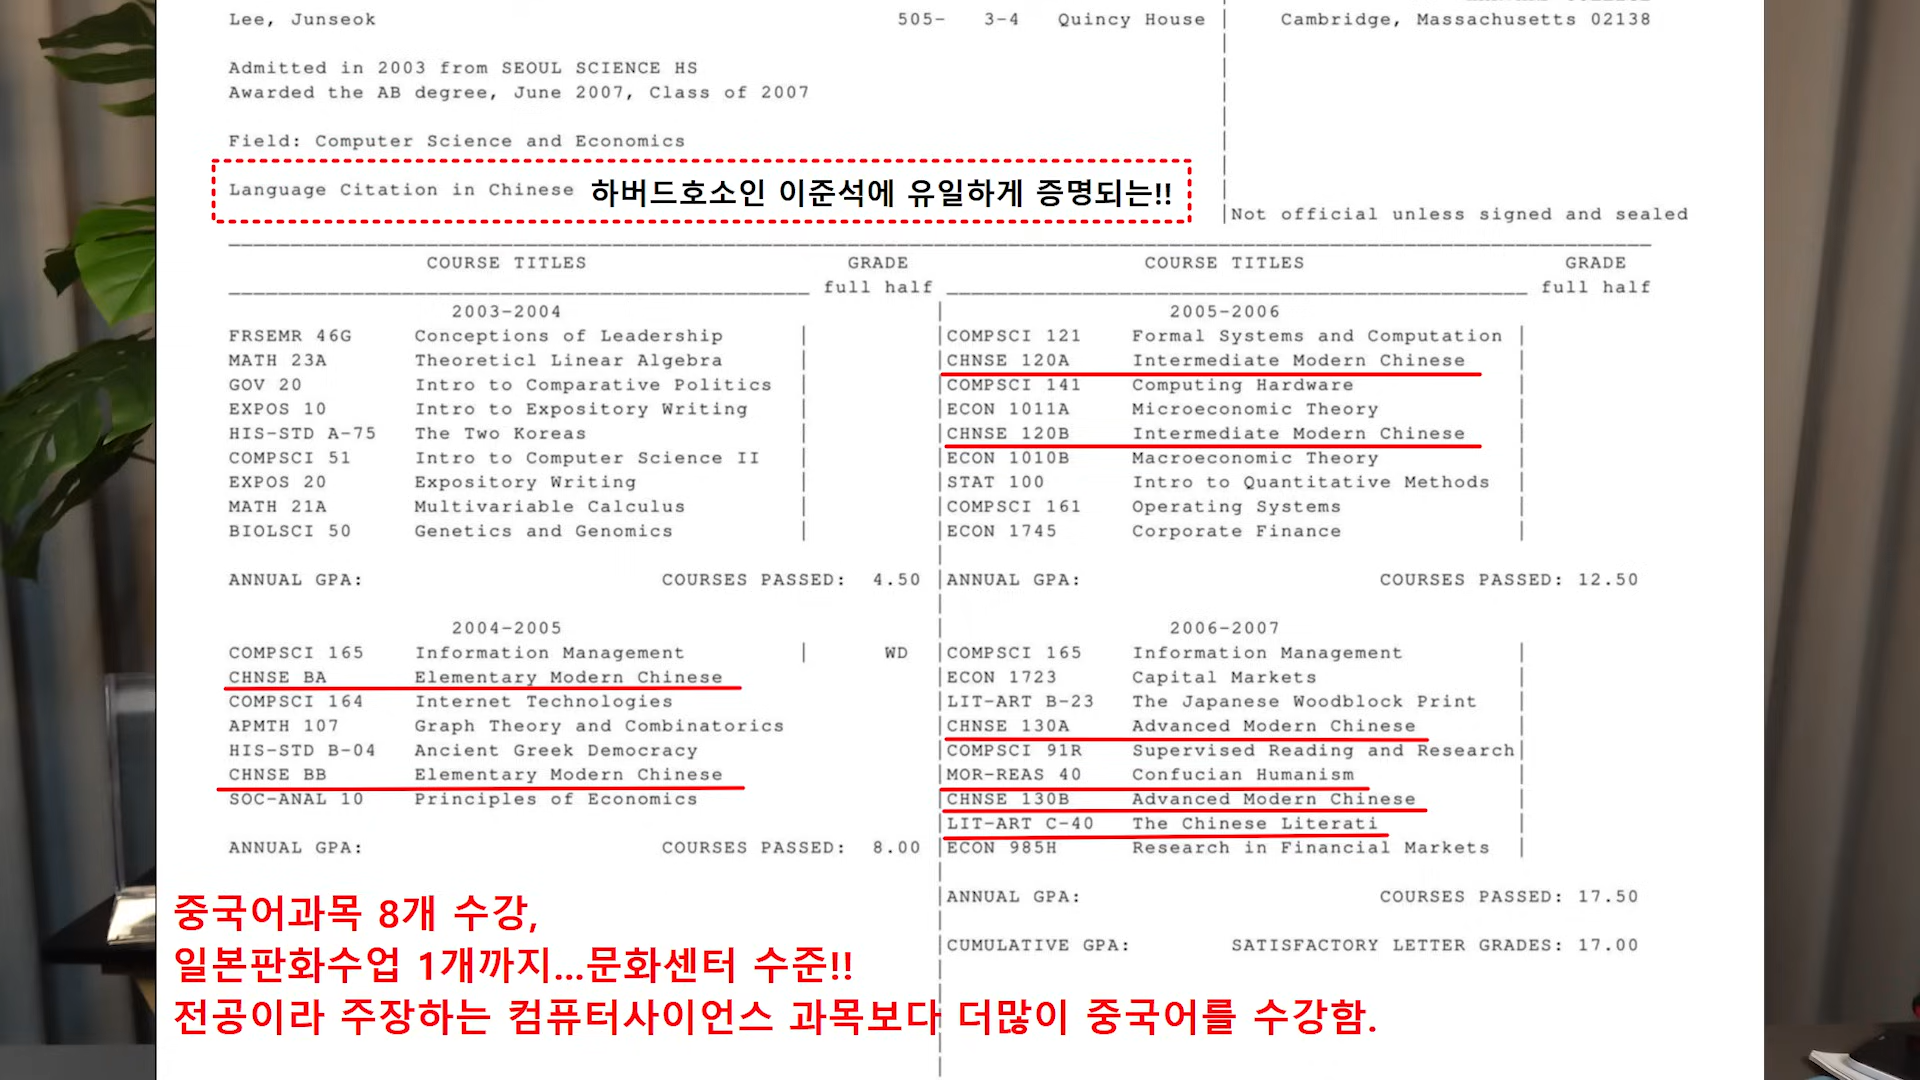 Lee, Junseok 505- 3-4 Quincy House | Cambridge, Massachusetts 02138
Admitted in 2003 from SEOUL SCIENCE HS
Awarded the AB degree, June 2007, Class of 2007
Field: Computer Science and Economics
Language Citation in Chinese 하버드호소인 이준석에 유일하게 증명되는!!
Not official unless signed and sealed
COURSE TITLES GRADE
full half
2003-2004
FRSEMR 46G Conceptions of Leadership
MATH 23A Theoreticl Linear Algebra
GOV 20 Intro to Comparative Politics
EXPOS 10 Intro to Expository Writing
HIS-STD A-75 The Two Koreas
COMPSCI 51 Intro to Computer Science II
EXPOS 20 Expository Writing
MATH 21A Multivariable Calculus
BIOLSCI 50 Genetics and Genomics
ANNUAL GPA: COURSES PASSED: 4.50
2004-2005
COMPSCI 165 Information Management WD
CHNSE BA Elementary Modern Chinese
COMPSCI 164 Internet Technologies
APMTH 107 Graph Theory and Combinatorics
HIS-STD B-04 Ancient Greek Democracy
CHNSE BB Elementary Modern Chinese
SOC-ANAL 10 Principles of Economics
ANNUAL GPA: COURSES PASSED: 8.00
COURSE TITLES GRADE
full half
2005-2006
COMPSCI 121 Formal Systems and Computation
CHNSE 120A Intermediate Modern Chinese
COMPSCI 141 Computing Hardware
ECON 1011A Microeconomic Theory
CHNSE 120B Intermediate Modern Chinese
ECON 1010B Macroeconomic Theory
STAT 100 Intro to Quantitative Methods
COMPSCI 161 Operating Systems
ECON 1745 Corporate Finance
ANNUAL GPA: COURSES PASSED: 12.50
2006-2007
COMPSCI 165 Information Management
ECON 1723 Capital Markets
LIT-ART B-23 The Japanese Woodblock Print
CHNSE 130A Advanced Modern Chinese
COMPSCI 91R Supervised Reading and Research
MOR-REAS 40 Confucian Humanism
CHNSE 130B Advanced Modern Chinese
LIT-ART C-40 The Chinese Literati
ECON 985H Research in Financial Markets
ANNUAL GPA: COURSES PASSED: 17.50
CUMULATIVE GPA: SATISFACTORY LETTER GRADES: 17.00
중국어과목 8개 수강,
일본판화수업 1개까지...문화센터 수준!!
전공이라 주장하는 컴퓨터사이언스 과목보다 더많이 중국어를 수강함.